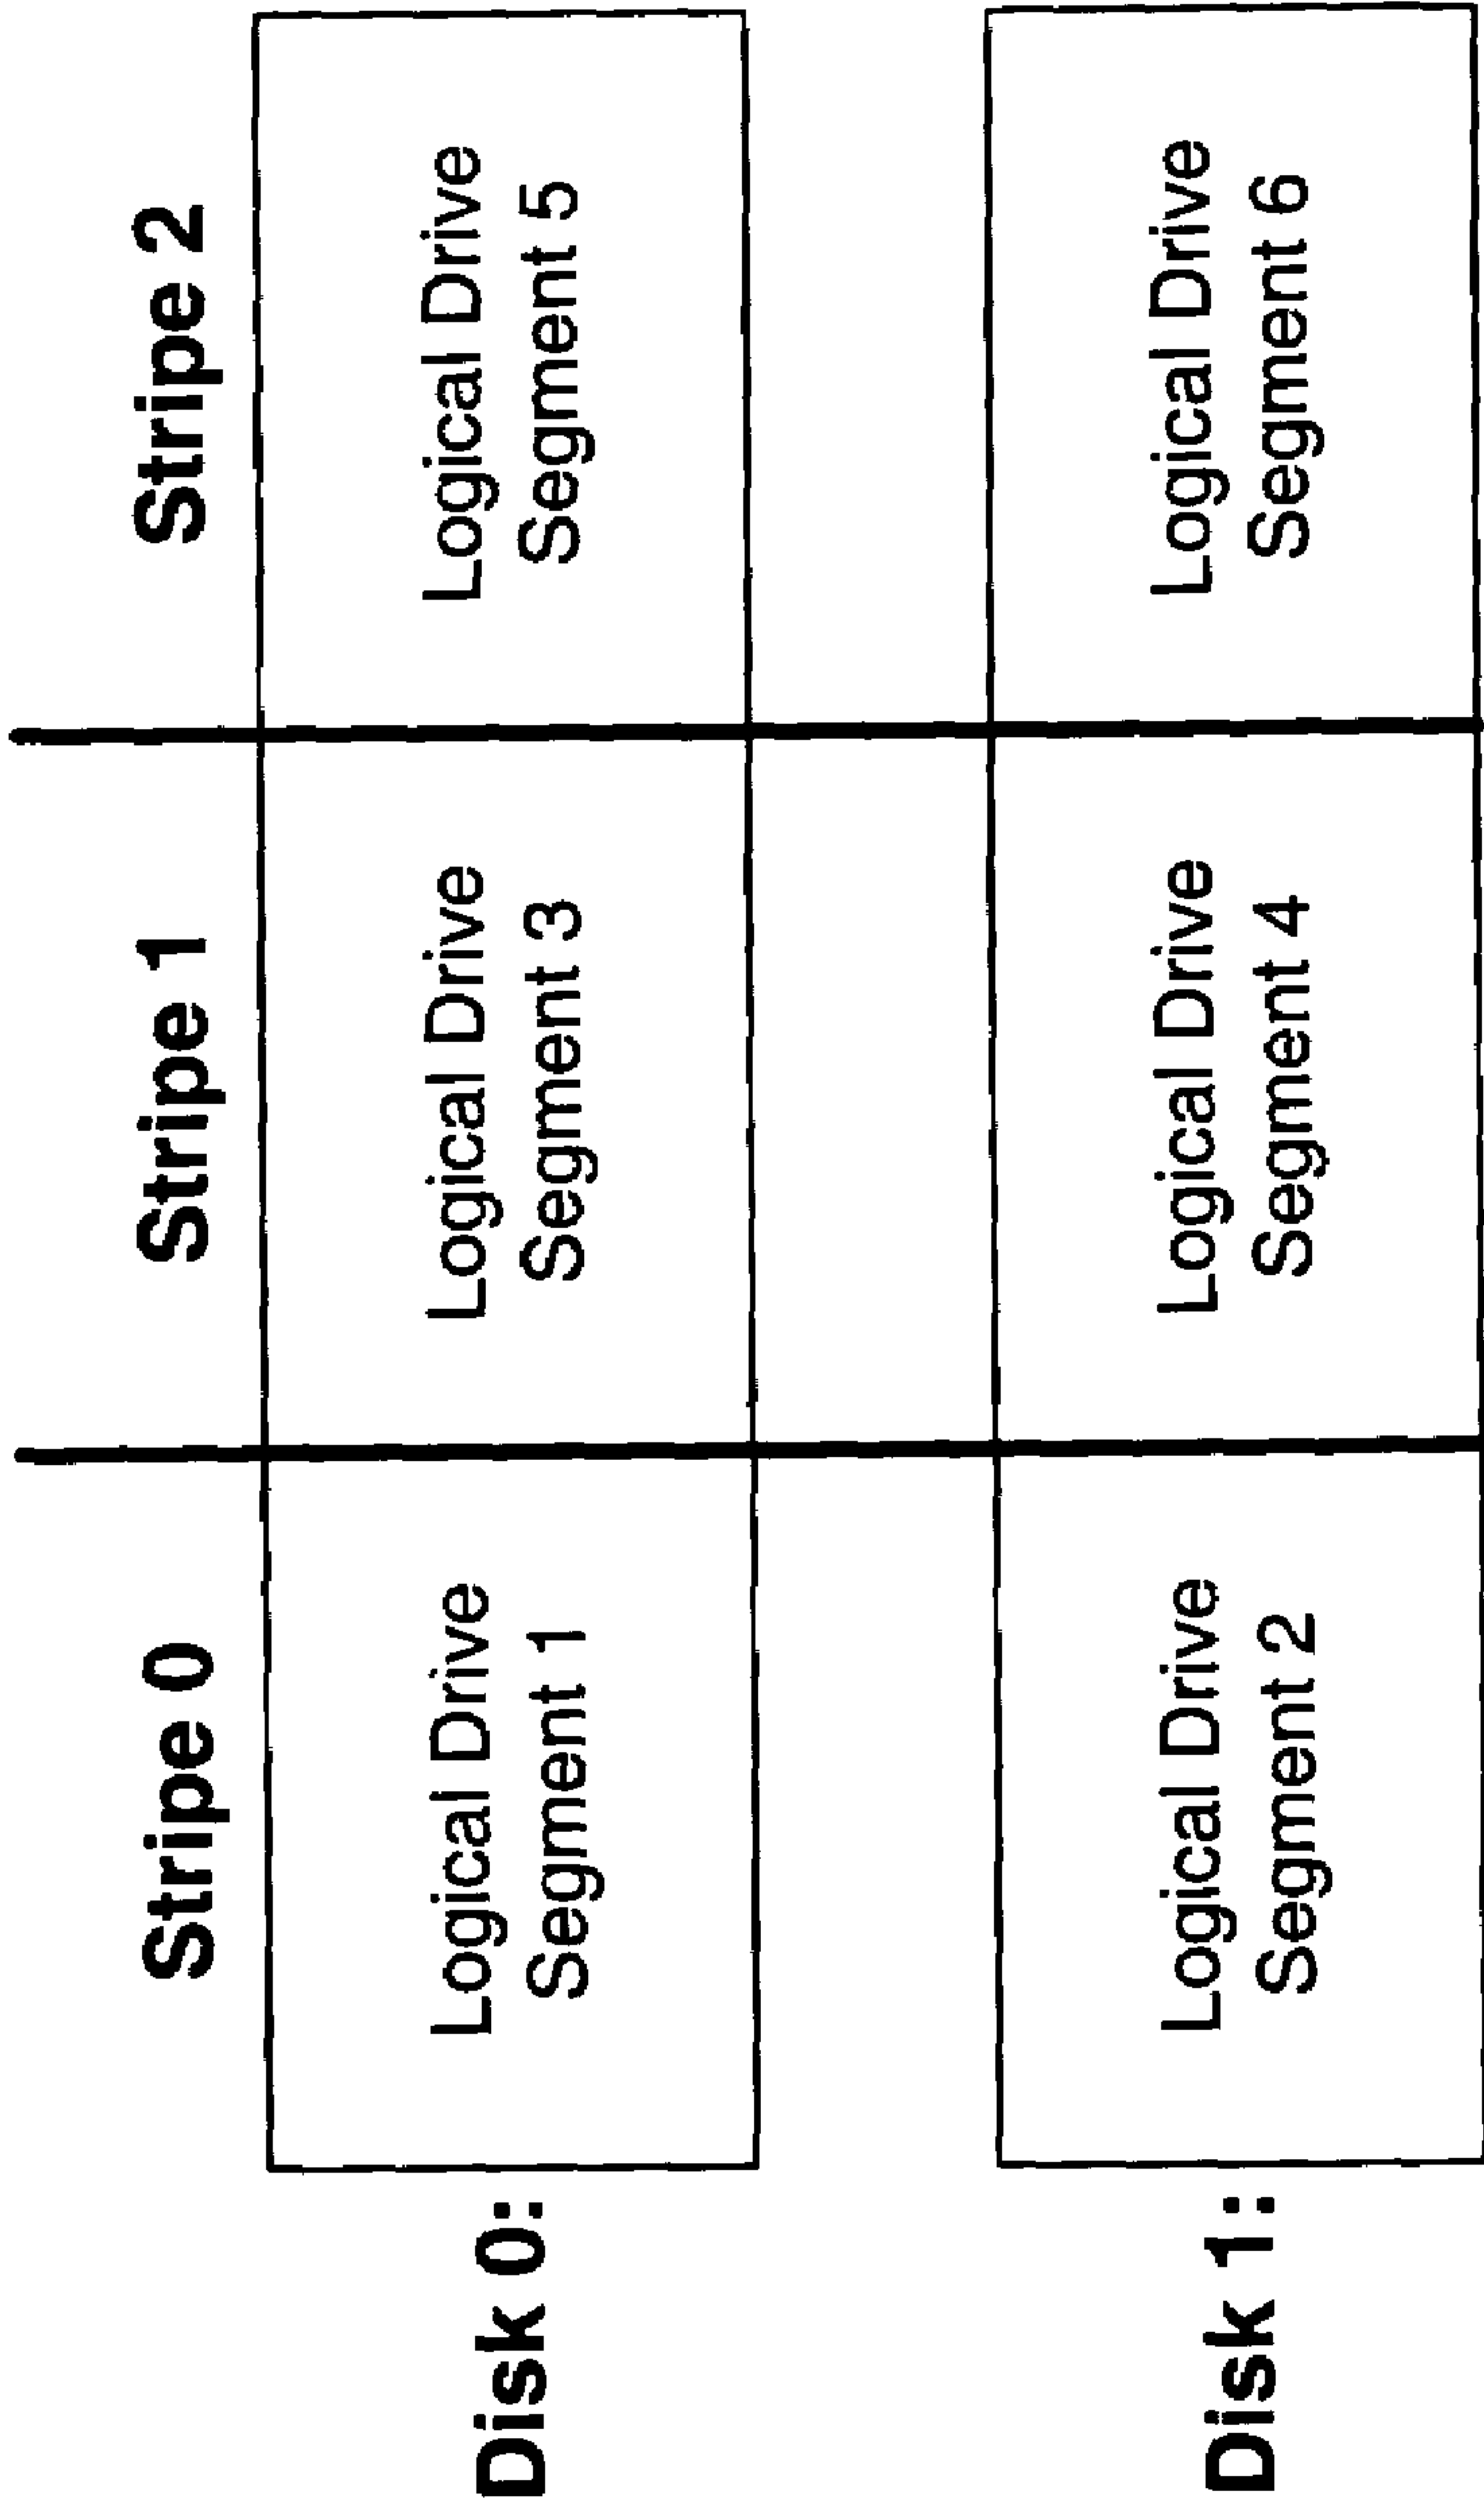 Stripe 0
Stripe 1
Stripe 2
Disk 0:
Logical Drive
Segment 1
Logical Drive
Segment 3
Logical Drive
Segment 5
Disk 1:
Logical Drive
Segment 2
Logical Drive
Segment 4
Logical Drive
Segment 6